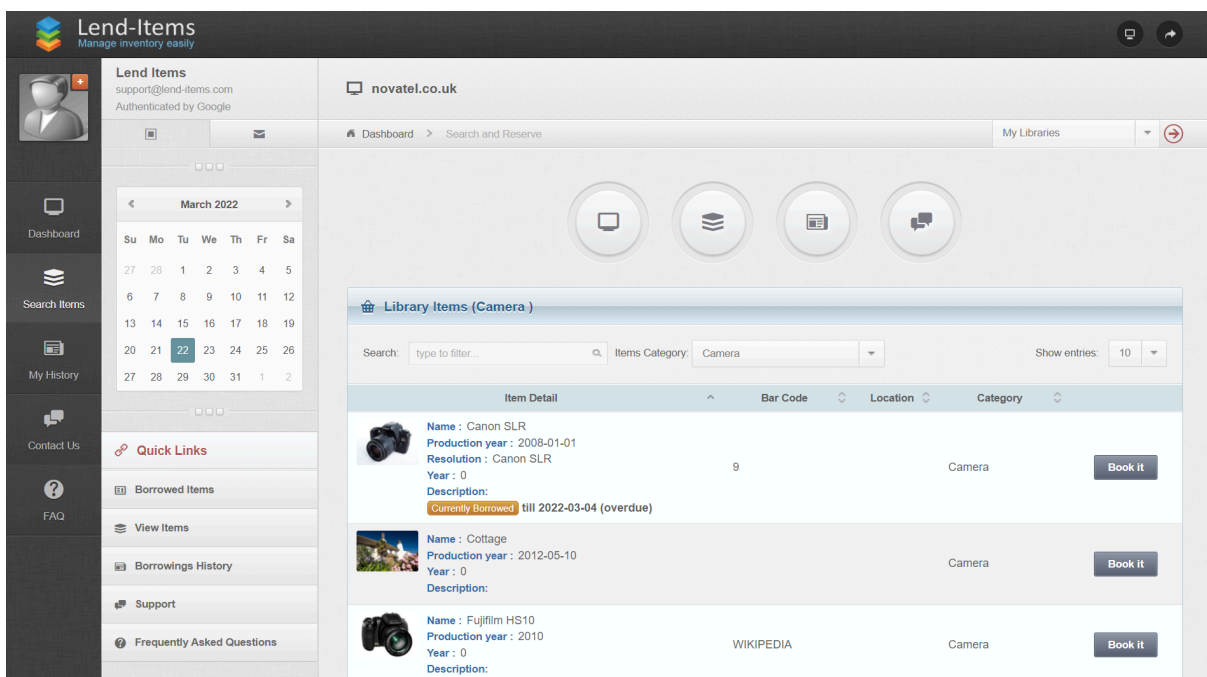 Lend-Items
Manage inventory easily
Lend Items
support@lend-items.com
Authenticated by Google
novatel.co.uk
Dashboard > Search and Reserve
My Libraries
Dashboard
Search Items
My History
Contact Us
FAQ
March 2022
Su Mo Tu We Th Fr Sa
27 28 1 2 3 4 5
6 7 8 9 10 11 12
13 14 15 16 17 18 19
20 21 22 23 24 25 26
27 28 29 30 31 1 2
Quick Links
Borrowed Items
View Items
Borrowings History
Support
Frequently Asked Questions
Library Items (Camera )
Search: type to filter... Items Category: Camera Show entries: 10
Item Detail Bar Code Location Category
Name : Canon SLR
Production year : 2008-01-01
Resolution : Canon SLR
Year : 0
Description:
Currently Borrowed till 2022-03-04 (overdue)
9 Camera Book it
Name : Cottage
Production year : 2012-05-10
Year : 0
Description:
Camera Book it
Name : Fujifilm HS10
Production year : 2010
Year : 0
Description:
WIKIPEDIA Camera Book it